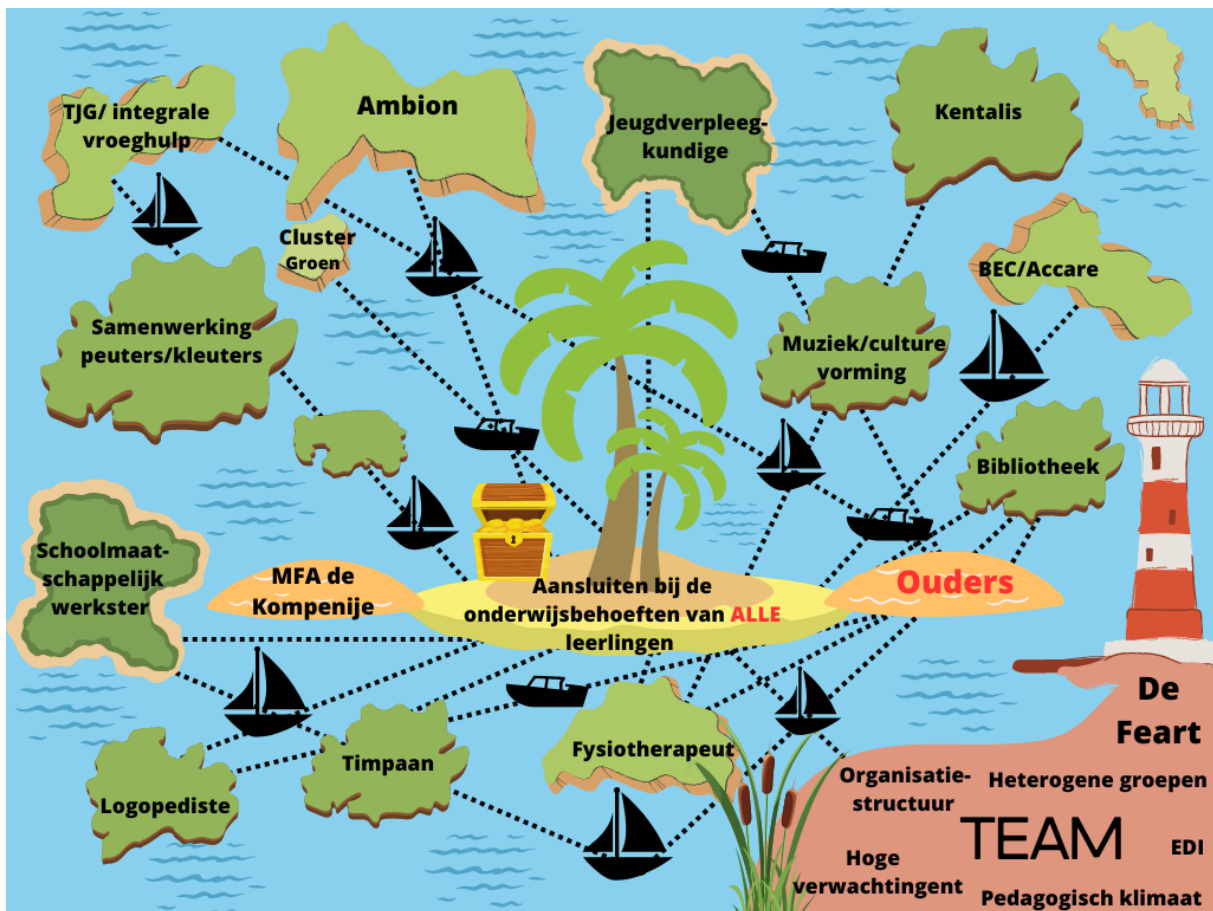 TJG/ integrale
vroeghulp
Ambion
Jeugdverpleeg-
kundige
Kentalis
Cluster
Groen
BEC/Accare
Samenwerking
peuters/kleuters
Muziek/culture
vorming
Bibliotheek
Schoolmaat-
schappelijk
werkster
MFA de
Kompenije
Aansluiten bij de
onderwijsbehoeften van ALLE
leerlingen
Ouders
De
Feart
Logopediste
Timpaan
Fysiotherapeut
Organisatie-
structuur
Heterogene groepen
TEAM
EDI
Hoge
verwachtingent
Pedagogisch klimaat